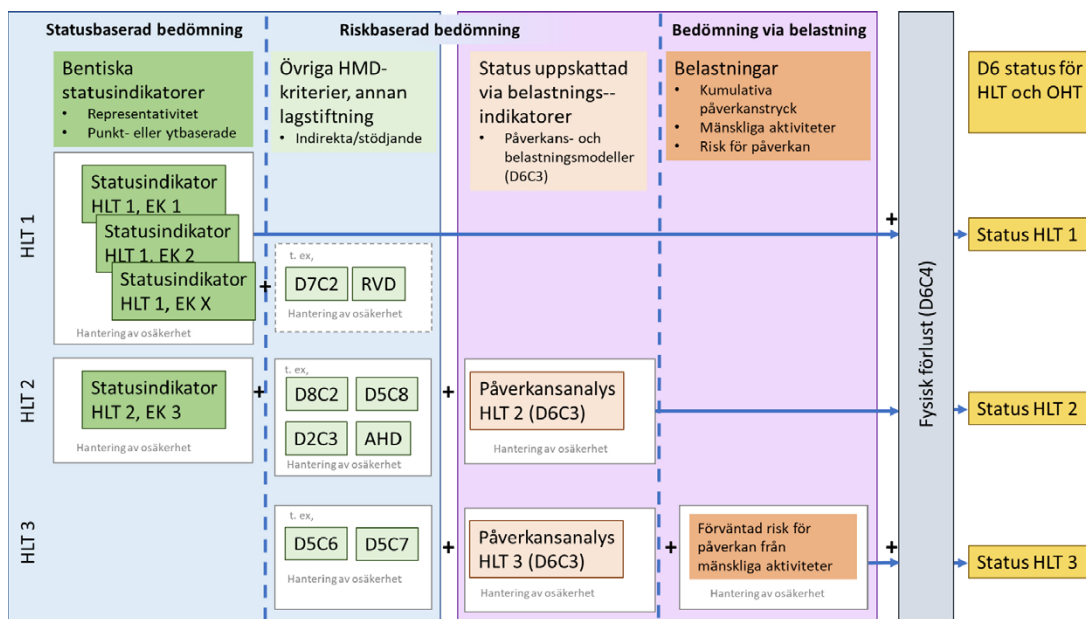 Statusbaserad bedömning
Riskbaserad bedömning
Bedömning via belastning
Bentiska
statusindikatorer
• Representativitet
• Punkt- eller ytbaserade
Övriga HMD-
kriterier, annan
lagstiftning
• Indirekta/stödjande
Status uppskattad
via belastnings--
indikatorer
• Påverkans- och
belastningsmodeller
(D6C3)
Belastningar
• Kumulativa
påverkanstryck
• Mänskliga aktiviteter
• Risk för påverkan
D6 status för
HLT och OHT
HLT 1
Statusindikator
HLT 1, EK 1
Statusindikator
HLT 1, EK 2
Statusindikator
HLT 1, EK X
Hantering av osäkerhet
+
t. ex,
D7C2
RVD
Hantering av osäkerhet
+
Fysisk förlust (D6C4)
Status HLT 1
HLT 2
Statusindikator
HLT 2, EK 3
Hantering av osäkerhet
+
t. ex,
D8C2
D5C8
D2C3
AHD
Hantering av osäkerhet
+
Påverkansanalys
HLT 2 (D6C3)
Hantering av osäkerhet
+
Status HLT 2
HLT 3
t. ex,
D5C6
D5C7
Hantering av osäkerhet
+
Påverkansanalys
HLT 3 (D6C3)
Hantering av osäkerhet
+
Förväntad risk för
påverkan från
mänskliga aktiviteter
Hantering av osäkerhet
+
Status HLT 3